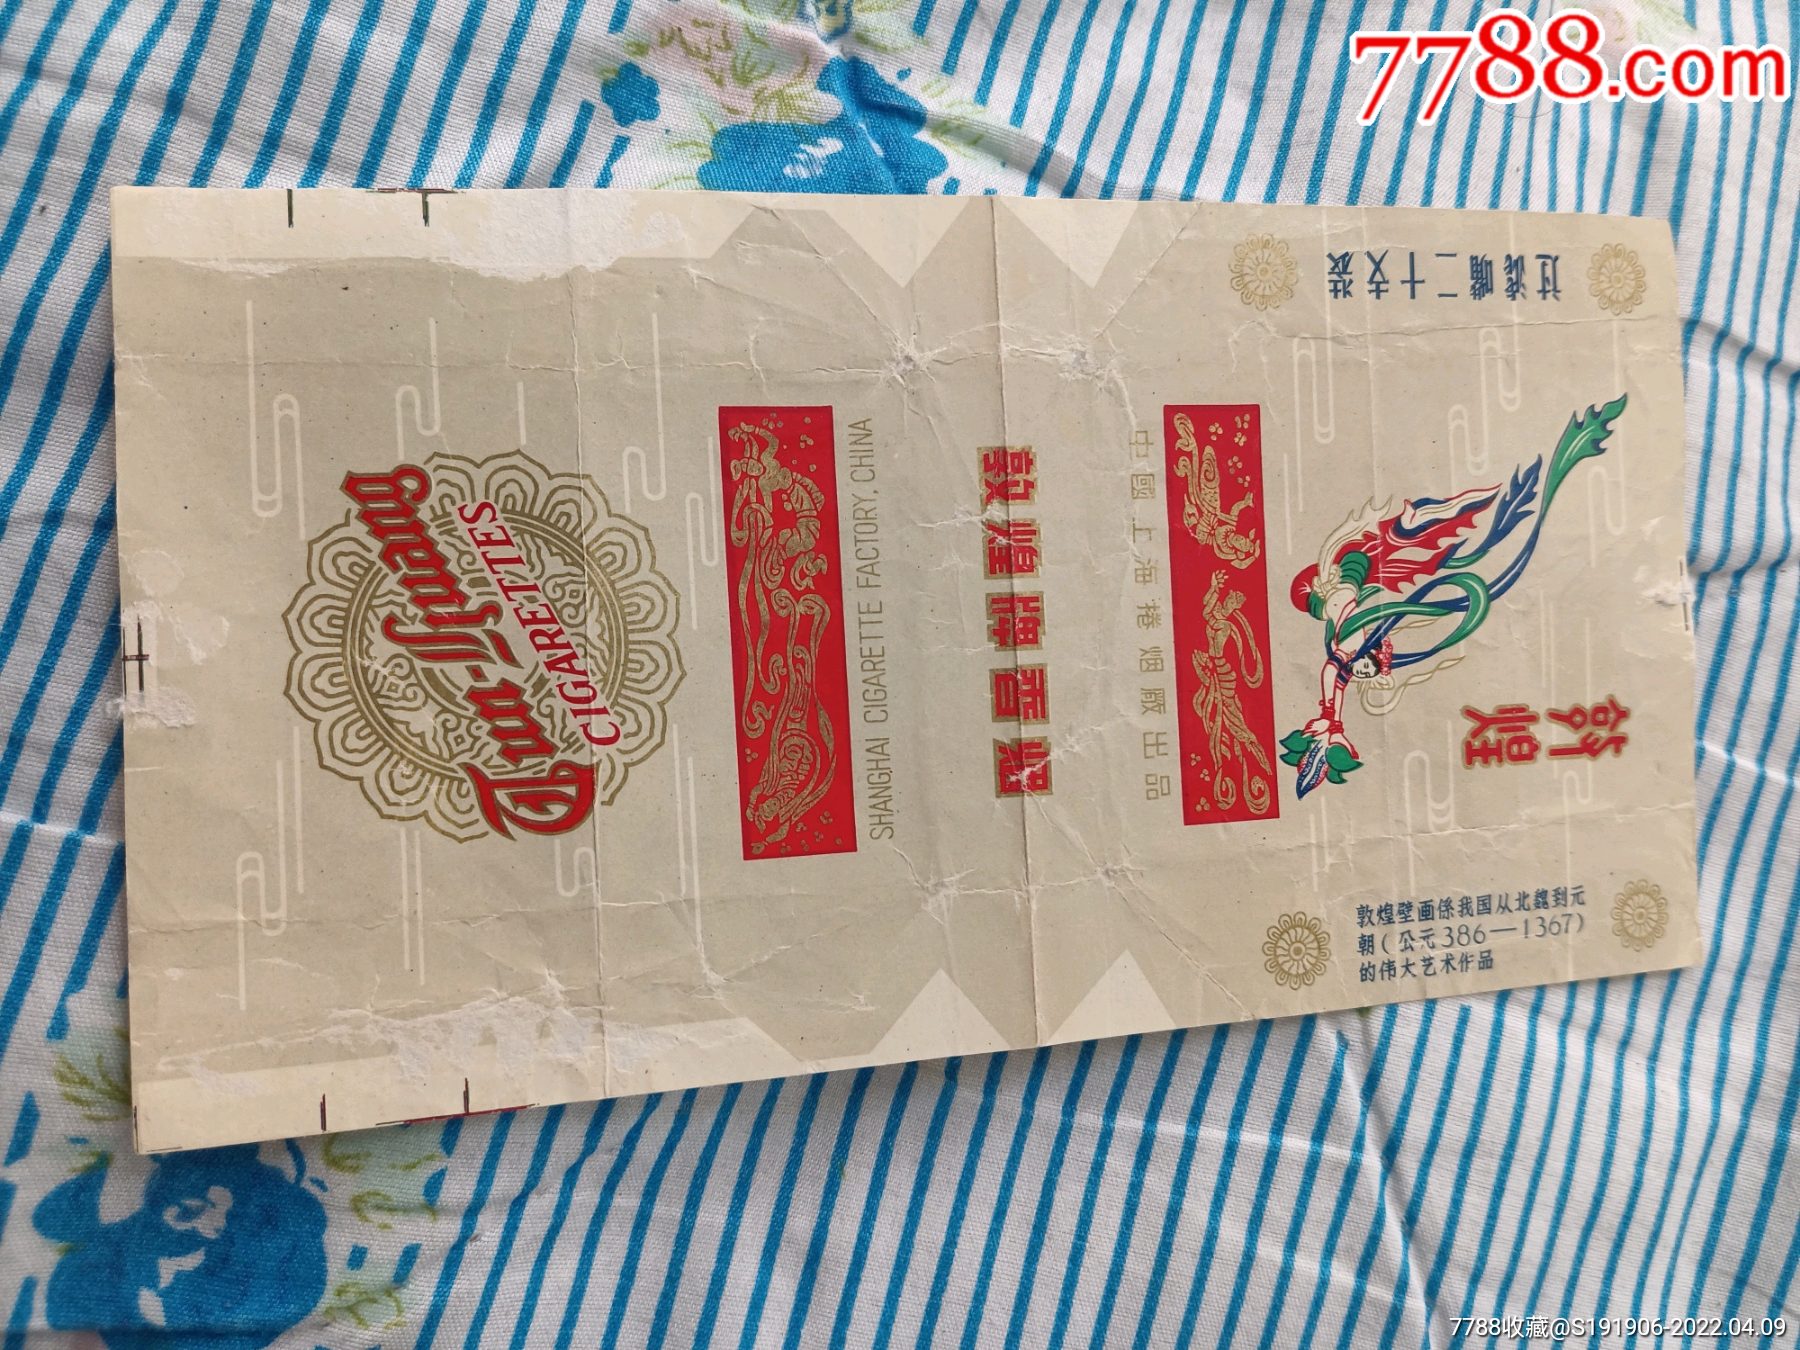 7788.com
过滤嘴二十支装
敦煌
敦煌壁画係我国从北魏到元
朝(公元386—1367)
的伟大艺术作品
中國上海捲烟廠出品
敦煌牌香烟
SHANGHAI CIGARETTE FACTORY, CHINA
Dun-Huang
CIGARETTES
7788收藏@S191906-2022.04.09